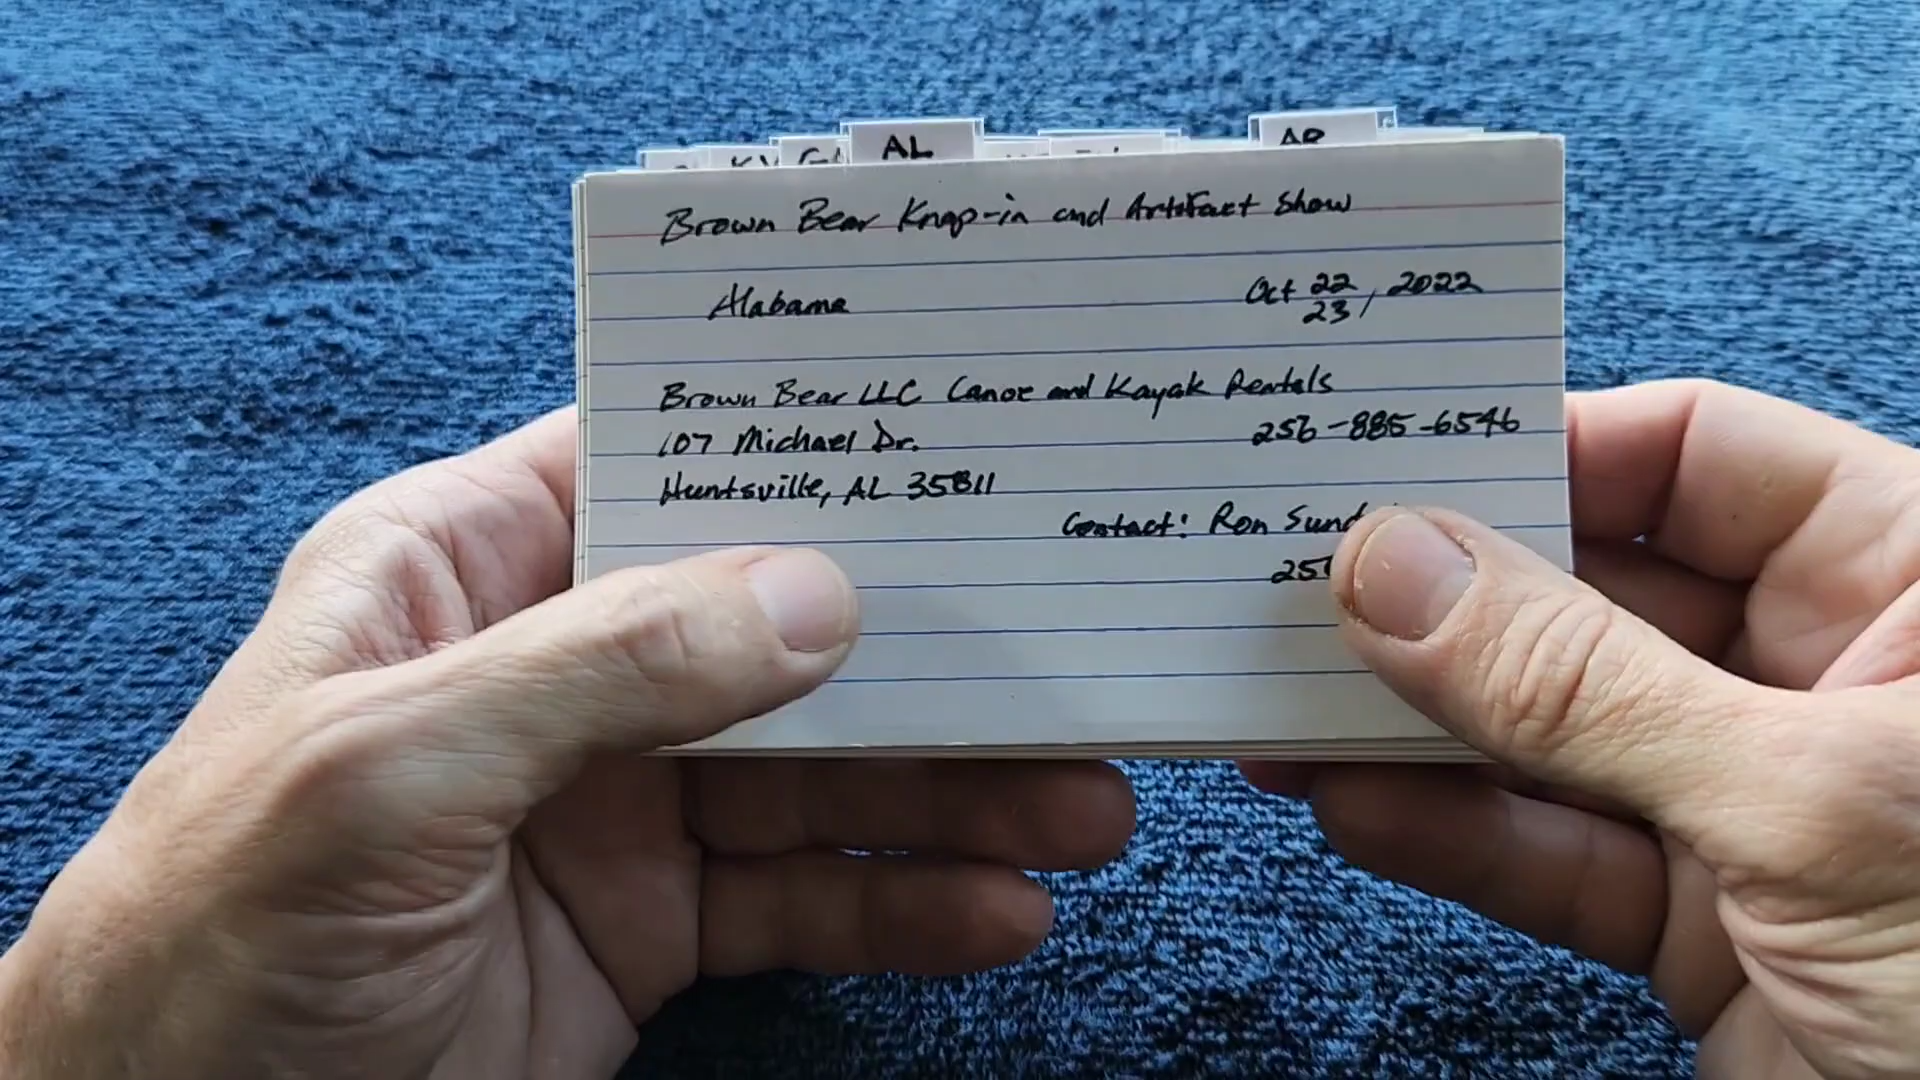 AL
Brown Bear Knap-in and Artifact Show
Alabama
Oct 22 23, 2022
Brown Bear LLC Canoe and Kayak Rentals
107 Michael Dr.
256-885-6546
Huntsville, AL 35811
Contact: Ron